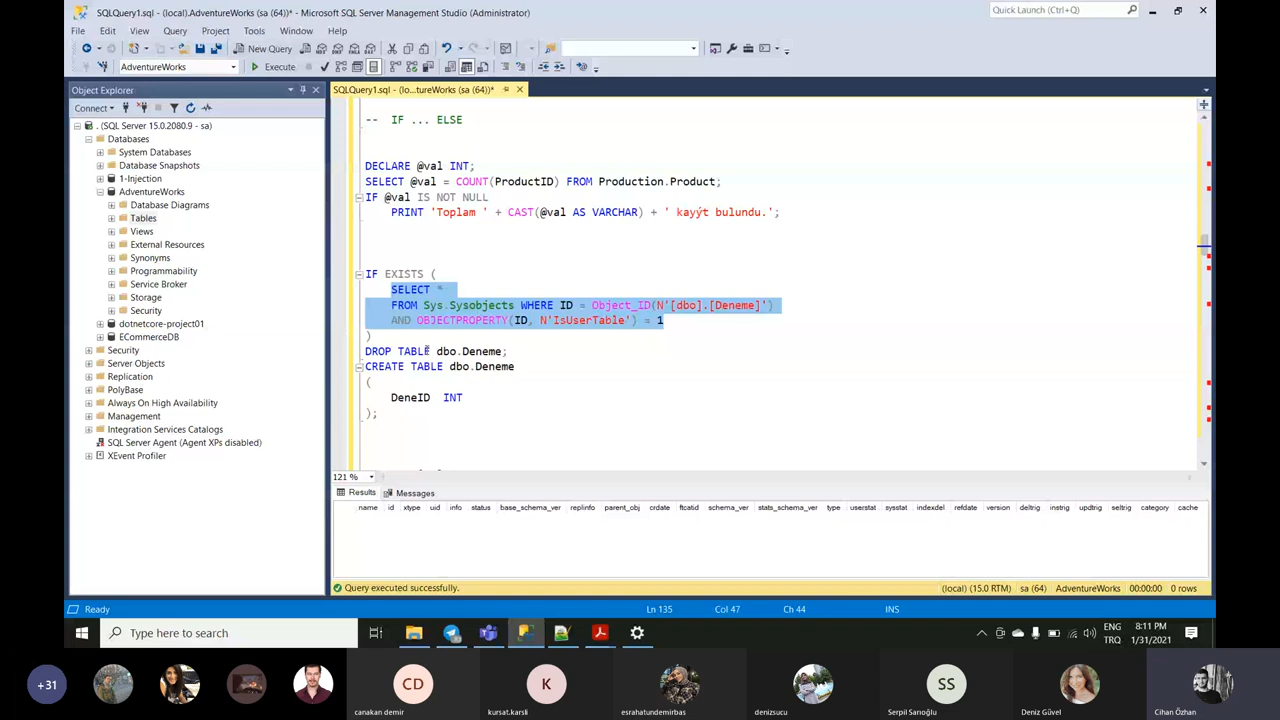 SQLQuery1.sql - (local).AdventureWorks (sa (64))* - Microsoft SQL Server Management Studio (Administrator)
Quick Launch (Ctrl+Q)
File Edit View Query Project Tools Window Help
New Query
AdventureWorks Execute
Object Explorer
SQLQuery1.sql - (lo...tureWorks (sa (64))*
Connect
. (SQL Server 15.0.2080.9 - sa)
Databases
System Databases
Database Snapshots
1-Injection
AdventureWorks
Database Diagrams
Tables
Views
External Resources
Synonyms
Programmability
Service Broker
Storage
Security
dotnetcore-project01
ECommerceDB
Security
Server Objects
Replication
PolyBase
Always On High Availability
Management
Integration Services Catalogs
SQL Server Agent (Agent XPs disabled)
XEvent Profiler
-- IF ... ELSE
DECLARE @val INT;
SELECT @val = COUNT(ProductID) FROM Production.Product;
IF @val IS NOT NULL
PRINT 'Toplam ' + CAST(@val AS VARCHAR) + ' kayýt bulundu.';
IF EXISTS (
SELECT *
FROM Sys.Sysobjects WHERE ID = Object_ID(N'[dbo].[Deneme]')
AND OBJECTPROPERTY(ID, N'IsUserTable') = 1
)
DROP TABLE dbo.Deneme;
CREATE TABLE dbo.Deneme
(
DeneID INT
);
121 %
Results Messages
name id xtype uid info status base_schema_ver replinfo parent_obj crdate ftcatid schema_ver stats_schema_ver type userstat sysstat indexdel refdate version deltrig instrig updtrig seltrig category cache
Query executed successfully.
(local) (15.0 RTM) sa (64) AdventureWorks 00:00:00 0 rows
Ready
Ln 135 Col 47 Ch 44 INS
Type here to search
ENG
TRQ
8:11 PM
1/31/2021
+31
CD
K
SS
canakan demir
kursat.karsli
esrahatundemirbas
denizsucu
Serpil Sarıoğlu
Deniz Güvel
Cihan Özhan